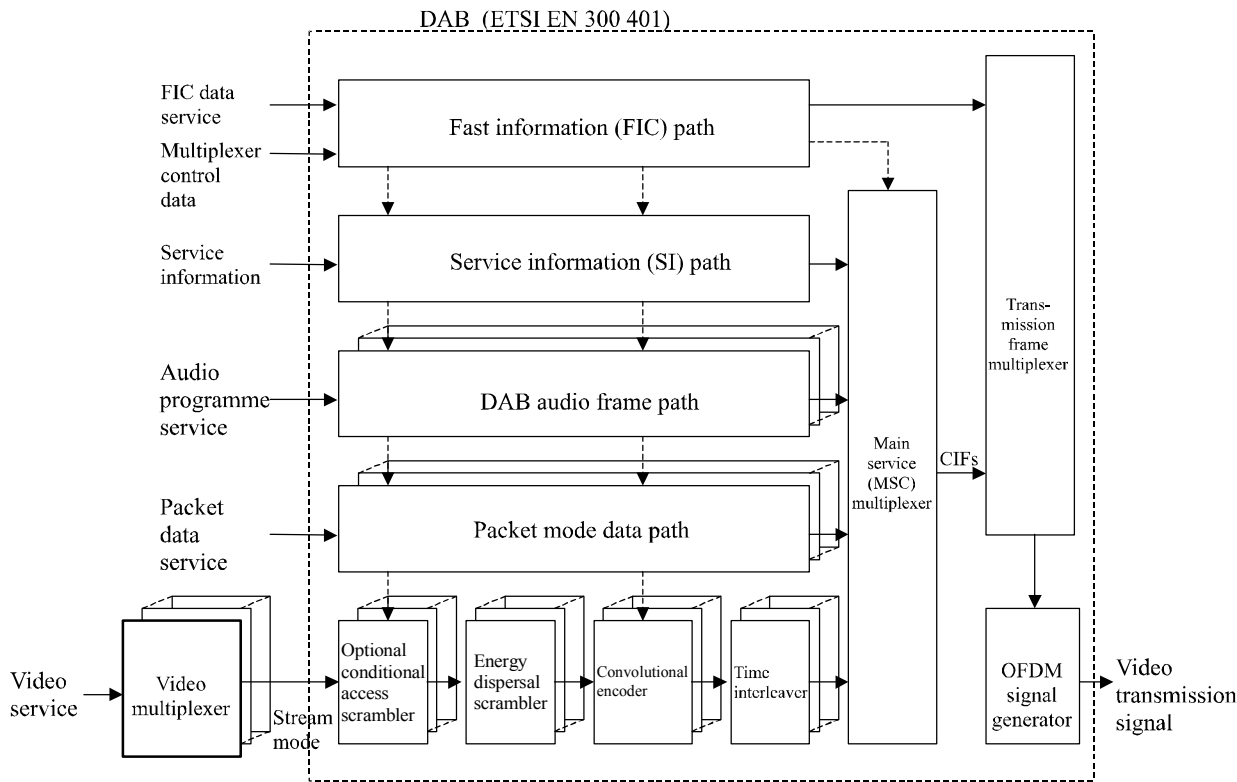 DAB (ETSI EN 300 401)
FIC data
service
Multiplexer
control
data
Fast information (FIC) path
Service
information
Service information (SI) path
Trans-
mission
frame
multiplexer
Audio
programme
service
DAB audio frame path
Main
service
(MSC)
multiplexer
CIFs
Packet
data
service
Packet mode data path
Video
service
Video
multiplexer
Stream
mode
Optional
conditional
access
scrambler
Energy
dispersal
scrambler
Convolutional
encoder
Time
interleaver
OFDM
signal
generator
Video
transmission
signal